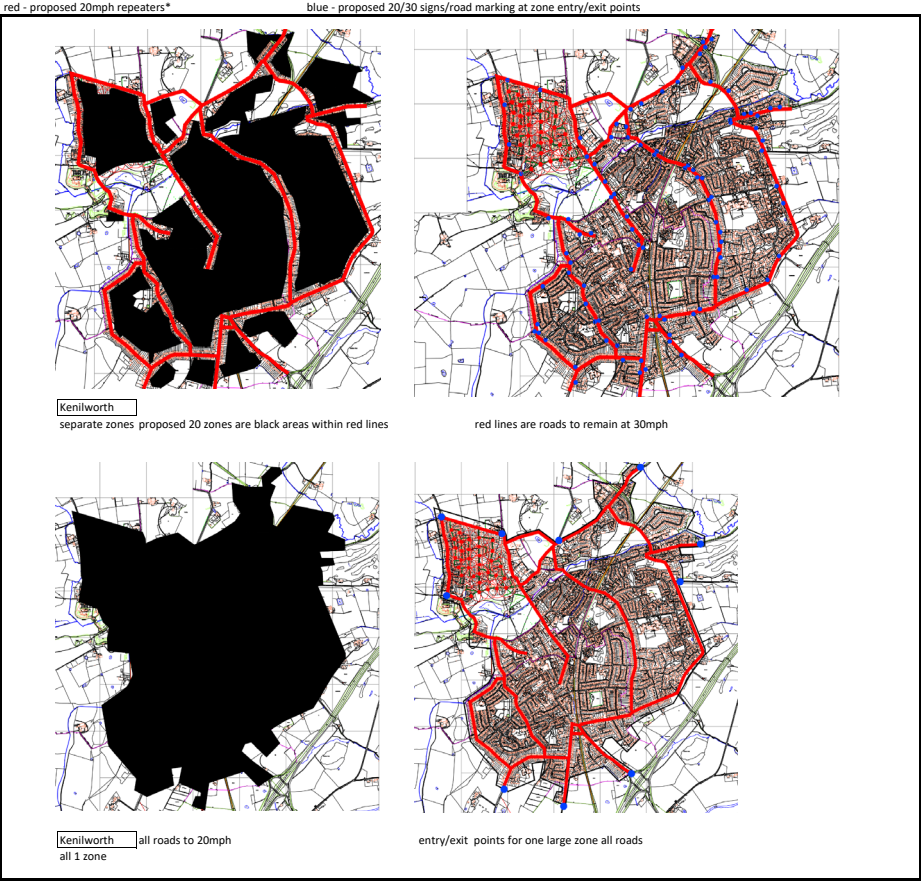 red - proposed 20mph repeaters*
blue - proposed 20/30 signs/road marking at zone entry/exit points
Kenilworth
separate zones proposed 20 zones are black areas within red lines
red lines are roads to remain at 30mph
Kenilworth
all roads to 20mph
all 1 zone
entry/exit points for one large zone all roads